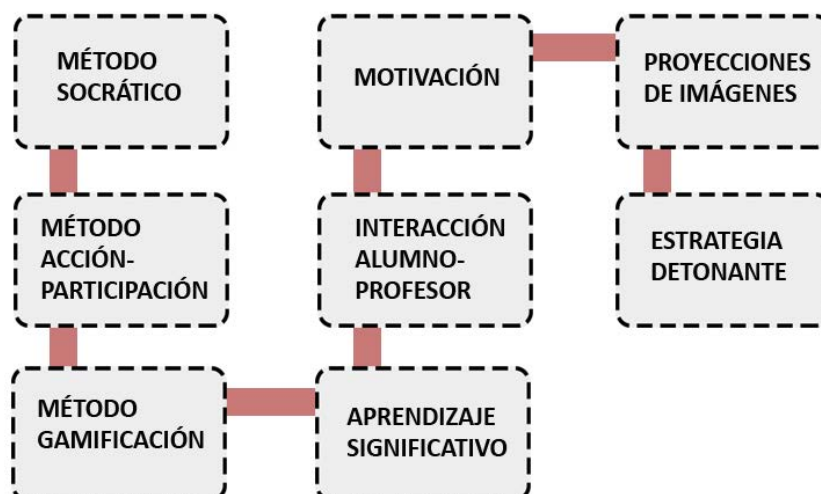 MÉTODO
SOCRÁTICO
MÉTODO
ACCIÓN-
PARTICIPACIÓN
MÉTODO
GAMIFICACIÓN
APRENDIZAJE
SIGNIFICATIVO
INTERACCIÓN
ALUMNO-
PROFESOR
MOTIVACIÓN
PROYECCIONES
DE IMÁGENES
ESTRATEGIA
DETONANTE